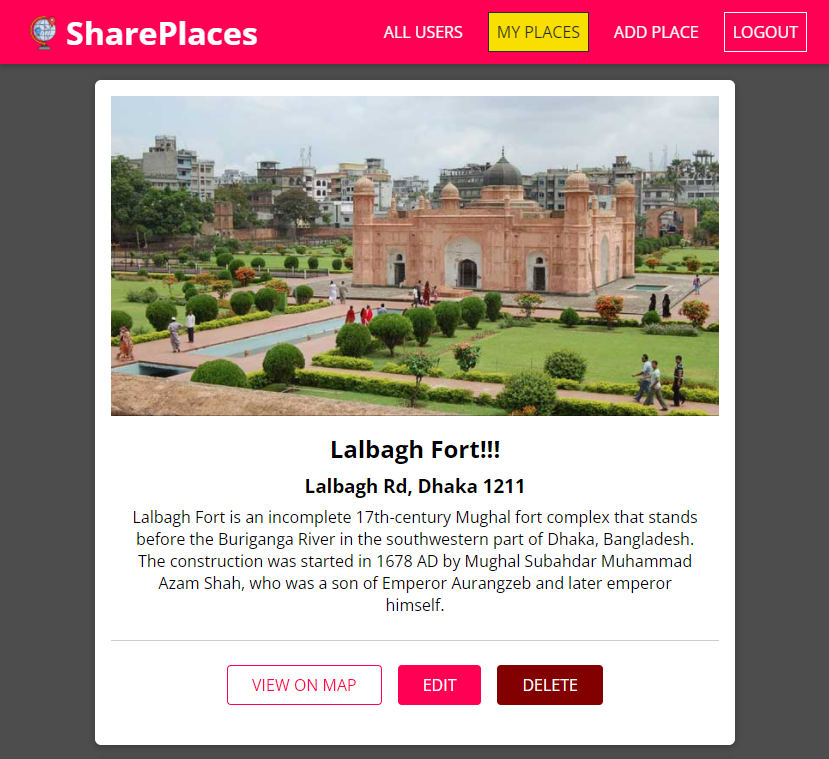 SharePlaces
ALL USERS
MY PLACES
ADD PLACE
LOGOUT
Lalbagh Fort!!!
Lalbagh Rd, Dhaka 1211
Lalbagh Fort is an incomplete 17th-century Mughal fort complex that stands
before the Buriganga River in the southwestern part of Dhaka, Bangladesh.
The construction was started in 1678 AD by Mughal Subahdar Muhammad
Azam Shah, who was a son of Emperor Aurangzeb and later emperor
himself.
VIEW ON MAP
EDIT
DELETE